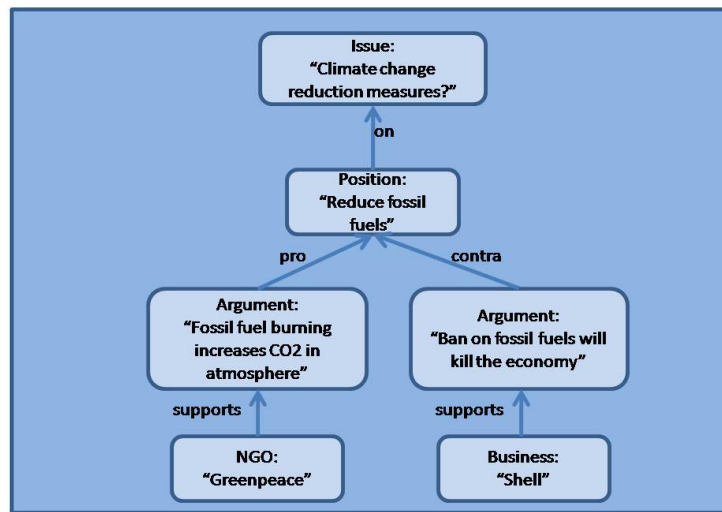 Issue:
“Climate change
reduction measures?”
on
Position:
“Reduce fossil
fuels”
pro
contra
Argument:
“Fossil fuel burning
increases CO2 in
atmosphere”
Argument:
“Ban on fossil fuels will
kill the economy”
supports
supports
NGO:
“Greenpeace”
Business:
“Shell”